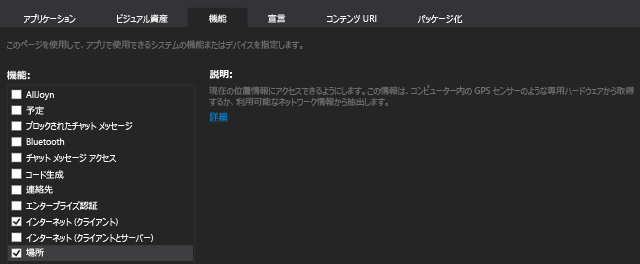 アプリケーション
ビジュアル資産
機能
宣言
コンテンツ URI
パッケージ化
このページを使用して、アプリで使用できるシステムの機能またはデバイスを指定します。
機能:
AllJoyn
予定
ブロックされたチャット メッセージ
Bluetooth
チャット メッセージ アクセス
コード生成
連絡先
エンタープライズ認証
インターネット (クライアント)
インターネット (クライアントとサーバー)
場所
説明:
現在の位置情報にアクセスできるようにします。この情報は、コンピューター内の GPS センサーのような専用ハードウェアから取得
するか、利用可能なネットワーク情報から抽出します。
詳細